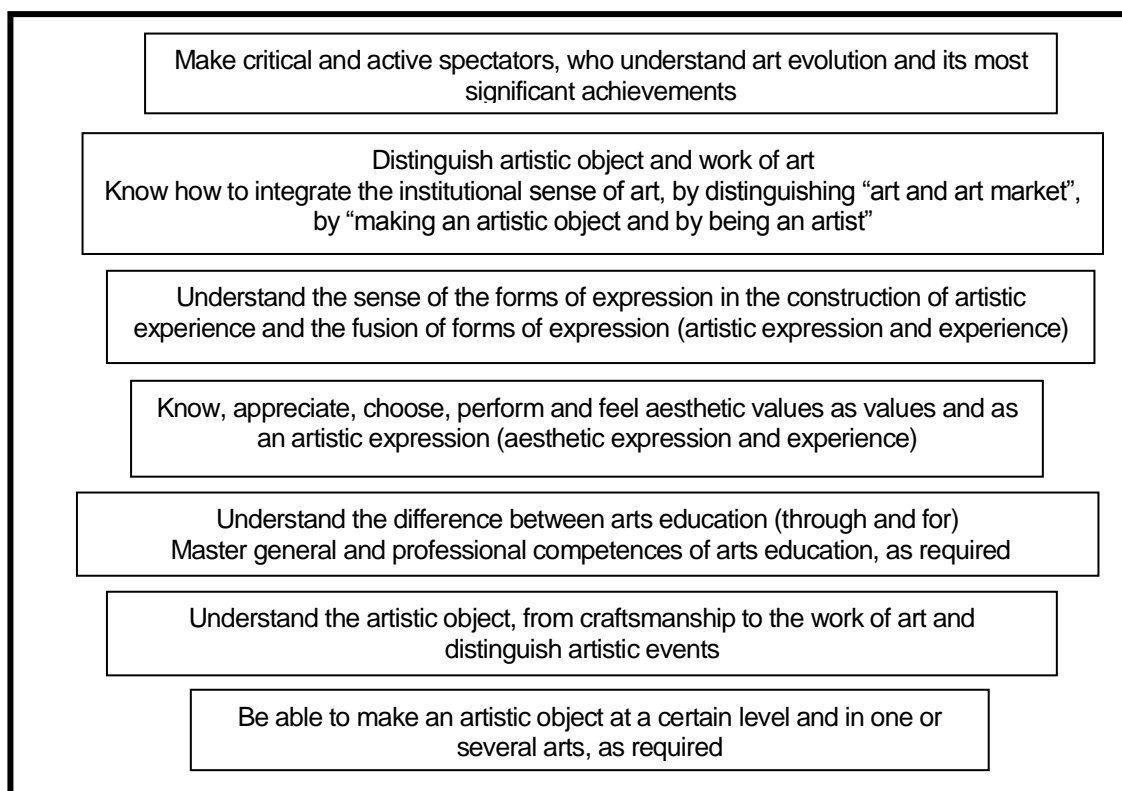 Make critical and active spectators, who understand art evolution and its most
significant achievements
Distinguish artistic object and work of art
Know how to integrate the institutional sense of art, by distinguishing “art and art market”,
by “making an artistic object and by being an artist”
Understand the sense of the forms of expression in the construction of artistic
experience and the fusion of forms of expression (artistic expression and experience)
Know, appreciate, choose, perform and feel aesthetic values as values and as
an artistic expression (aesthetic expression and experience)
Understand the difference between arts education (through and for)
Master general and professional competences of arts education, as required
Understand the artistic object, from craftsmanship to the work of art and
distinguish artistic events
Be able to make an artistic object at a certain level and in one or
several arts, as required